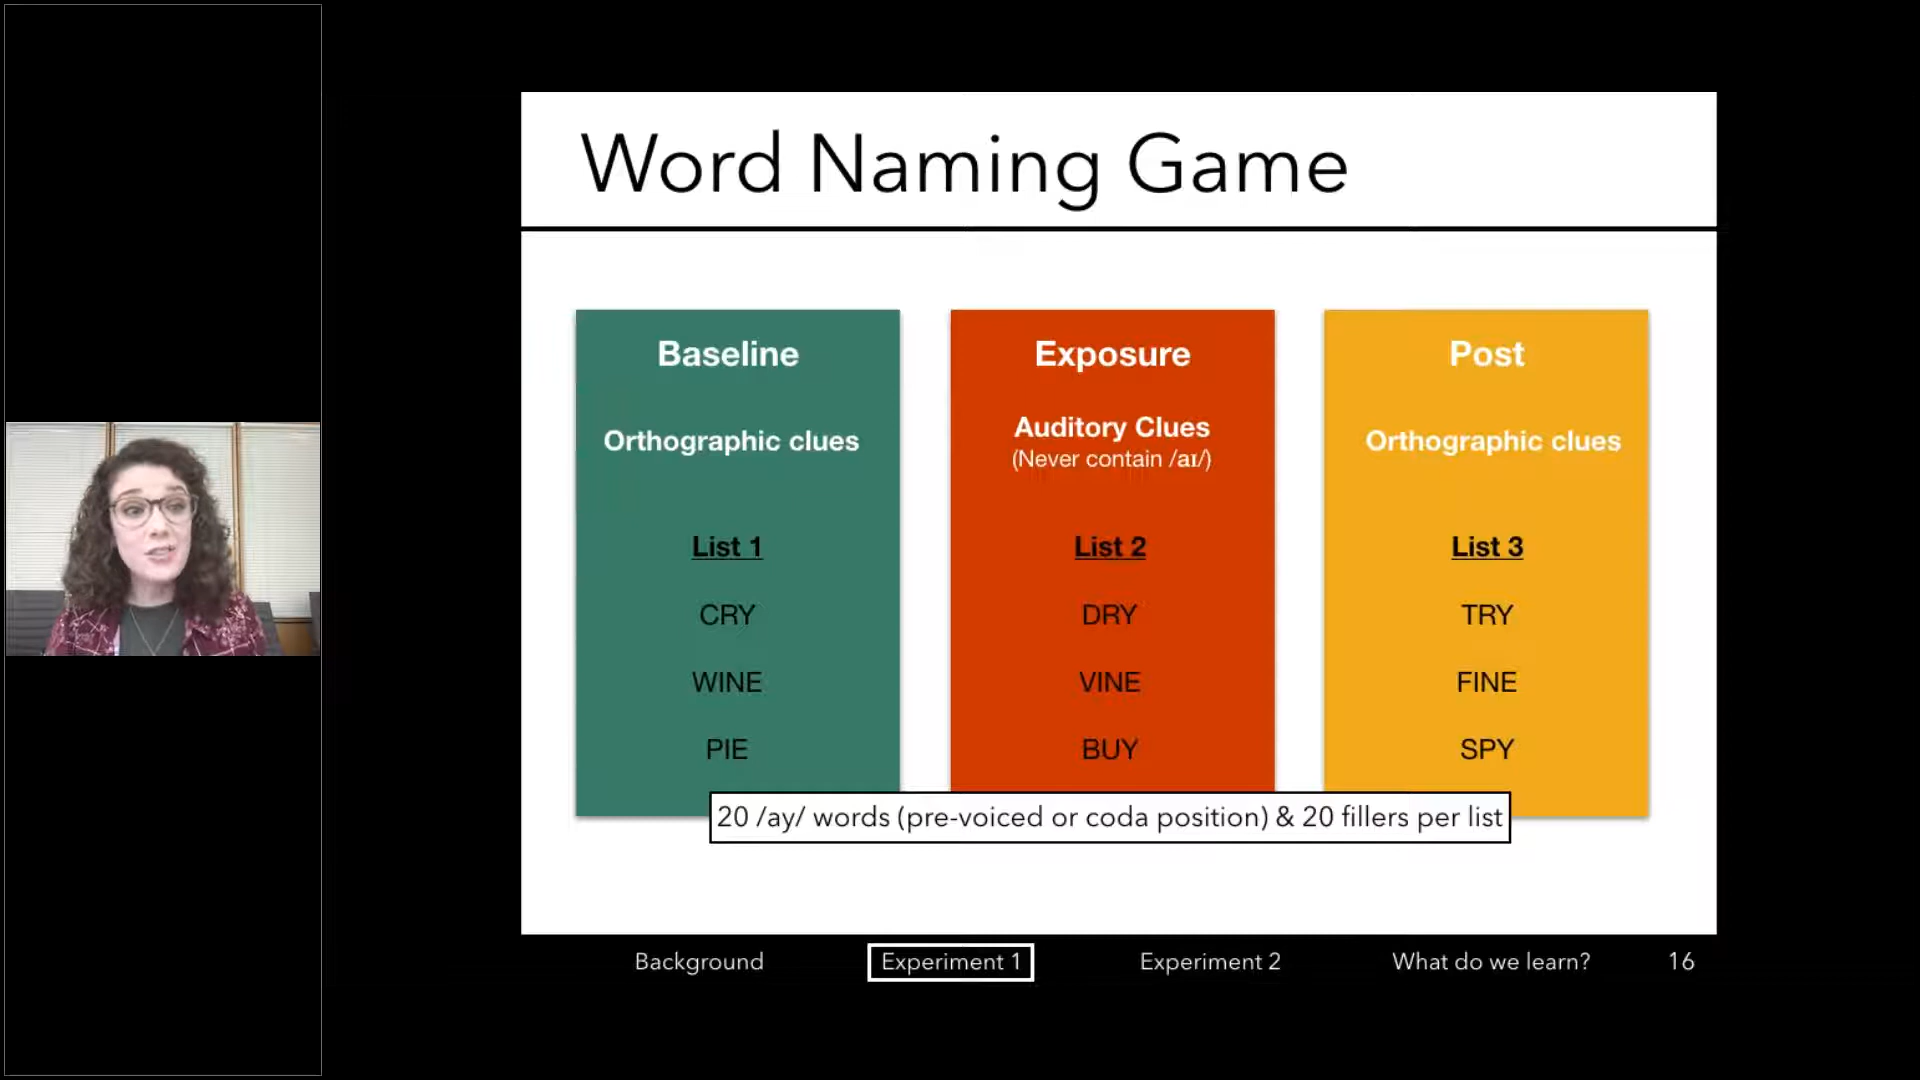 Word Naming Game
Baseline
Orthographic clues
List 1
CRY
WINE
PIE
Exposure
Auditory Clues
(Never contain /aɪ/)
List 2
DRY
VINE
BUY
Post
Orthographic clues
List 3
TRY
FINE
SPY
20 /ay/ words (pre-voiced or coda position) & 20 fillers per list
Background
Experiment 1
Experiment 2
What do we learn?
16